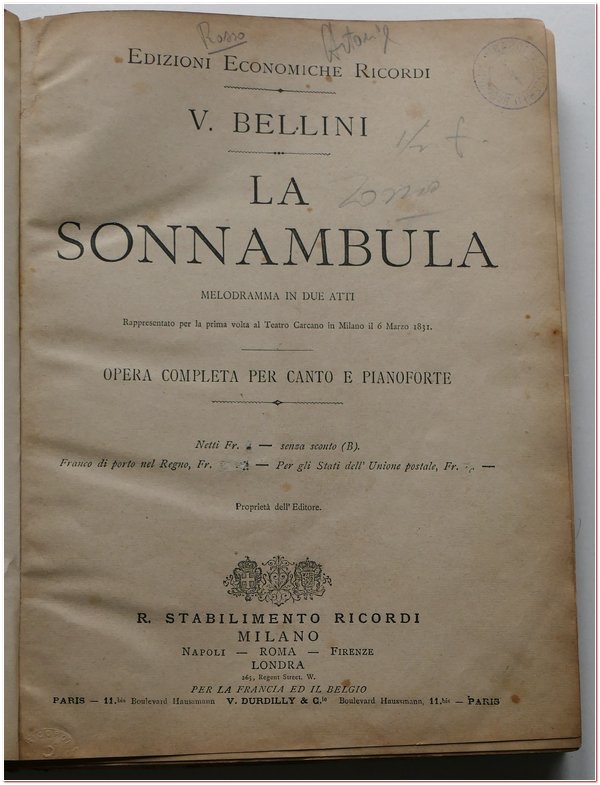 Rosso
EDIZIONI ECONOMICHE RICORDI
V. BELLINI
LA
SONNAMBULA
MELODRAMMA IN DUE ATTI
Rappresentato per la prima volta al Teatro Carcano in Milano il 6 Marzo 1831.
OPERA COMPLETA PER CANTO E PIANOFORTE
Netti Fr. — senza sconto (B).
Franco di porto nel Regno, Fr. — Per gli Stati dell' Unione postale, Fr. —
Proprietà dell' Editore.
R. STABILIMENTO RICORDI
MILANO
NAPOLI — ROMA — FIRENZE
LONDRA
265, Regent Street. W.
PER LA FRANCIA ED IL BELGIO
PARIS — 11.bis Boulevard Haussmann V. DURDILLY & C.ie Boulevard Haussmann, 11.bis — PARIS